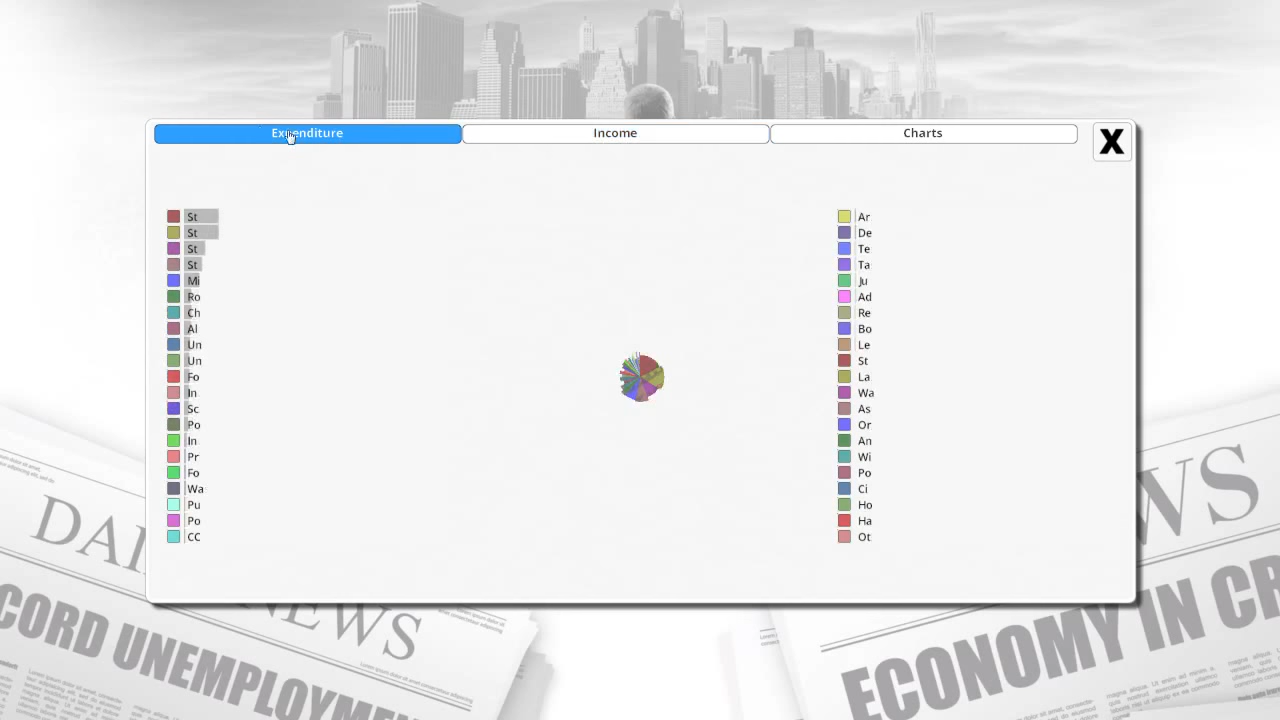 Expenditure
Income
Charts
X
St
St
St
St
Mi
Ro
Ch
Al
Un
Un
Fo
In
Sc
Po
In
Pr
Fo
Wa
Pu
Po
CC
Ar
De
Te
Ta
Ju
Ad
Re
Bo
Le
St
La
Wa
As
Or
An
Wi
Po
Ci
Ho
Ha
Ot
DAI
NEWS
CORD UNEMPLOYME
WS
ECONOMY IN CR